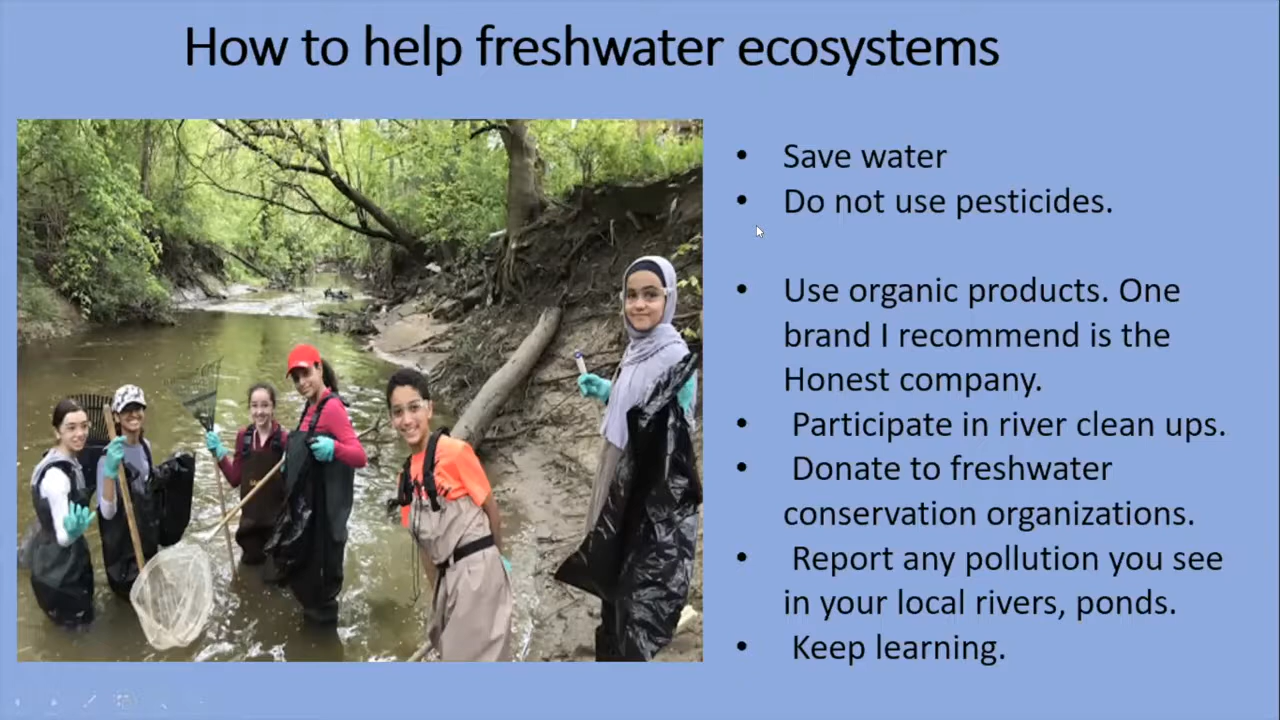 How to help freshwater ecosystems
• Save water
• Do not use pesticides.
• Use organic products. One
brand I recommend is the
Honest company.
• Participate in river clean ups.
• Donate to freshwater
conservation organizations.
• Report any pollution you see
in your local rivers, ponds.
• Keep learning.